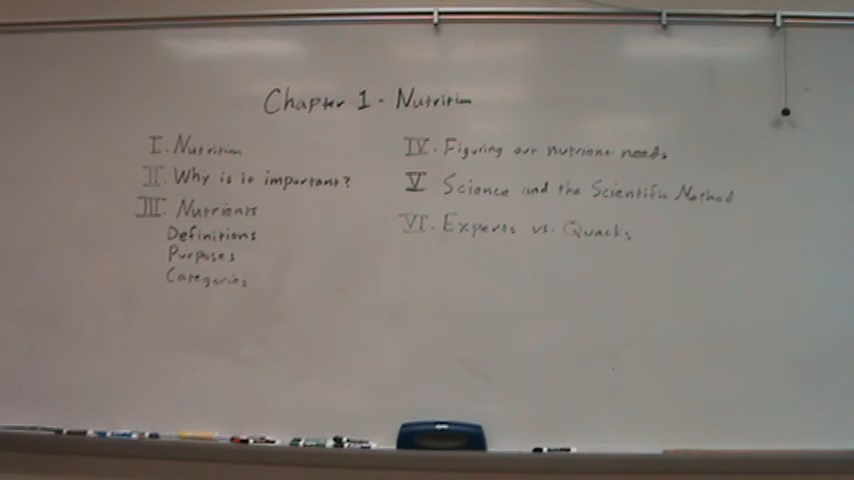 Chapter 1 - Nutrition
I. Nutrition
II. Why is it important?
III. Nutrients
Definitions
Purposes
Categories
IV. Figuring out nutrient needs
V Science and the Scientific Method
VI. Experts vs. Quacks